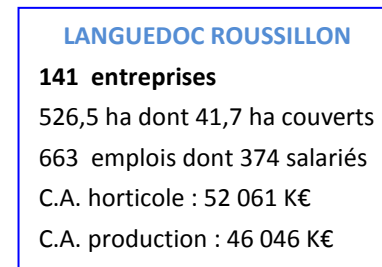 LANGUEDOC ROUSSILLON
141 entreprises
526,5 ha dont 41,7 ha couverts
663 emplois dont 374 salariés
C.A. horticole : 52 061 K€
C.A. production : 46 046 K€